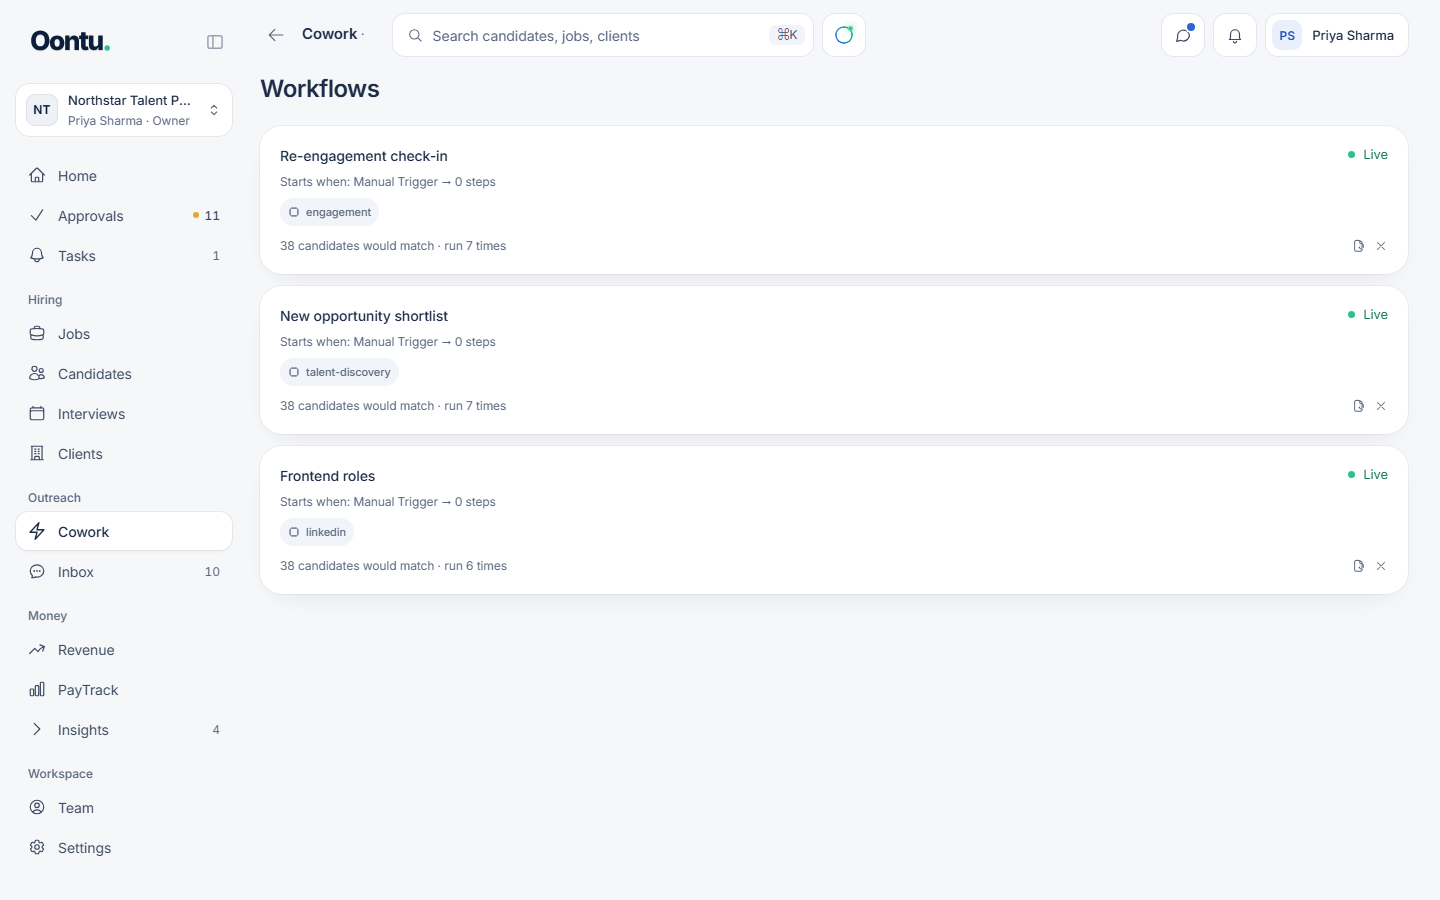 Oontu.
NT
Northstar Talent P...
Priya Sharma · Owner
Home
Approvals
11
Tasks
1
Hiring
Jobs
Candidates
Interviews
Clients
Outreach
Cowork
Inbox
10
Money
Revenue
PayTrack
Insights
4
Workspace
Team
Settings
Cowork ·
Search candidates, jobs, clients
⌘K
PS
Priya Sharma
Workflows
Re-engagement check-in
Live
Starts when: Manual Trigger → 0 steps
engagement
38 candidates would match · run 7 times
New opportunity shortlist
Live
Starts when: Manual Trigger → 0 steps
talent-discovery
38 candidates would match · run 7 times
Frontend roles
Live
Starts when: Manual Trigger → 0 steps
linkedin
38 candidates would match · run 6 times